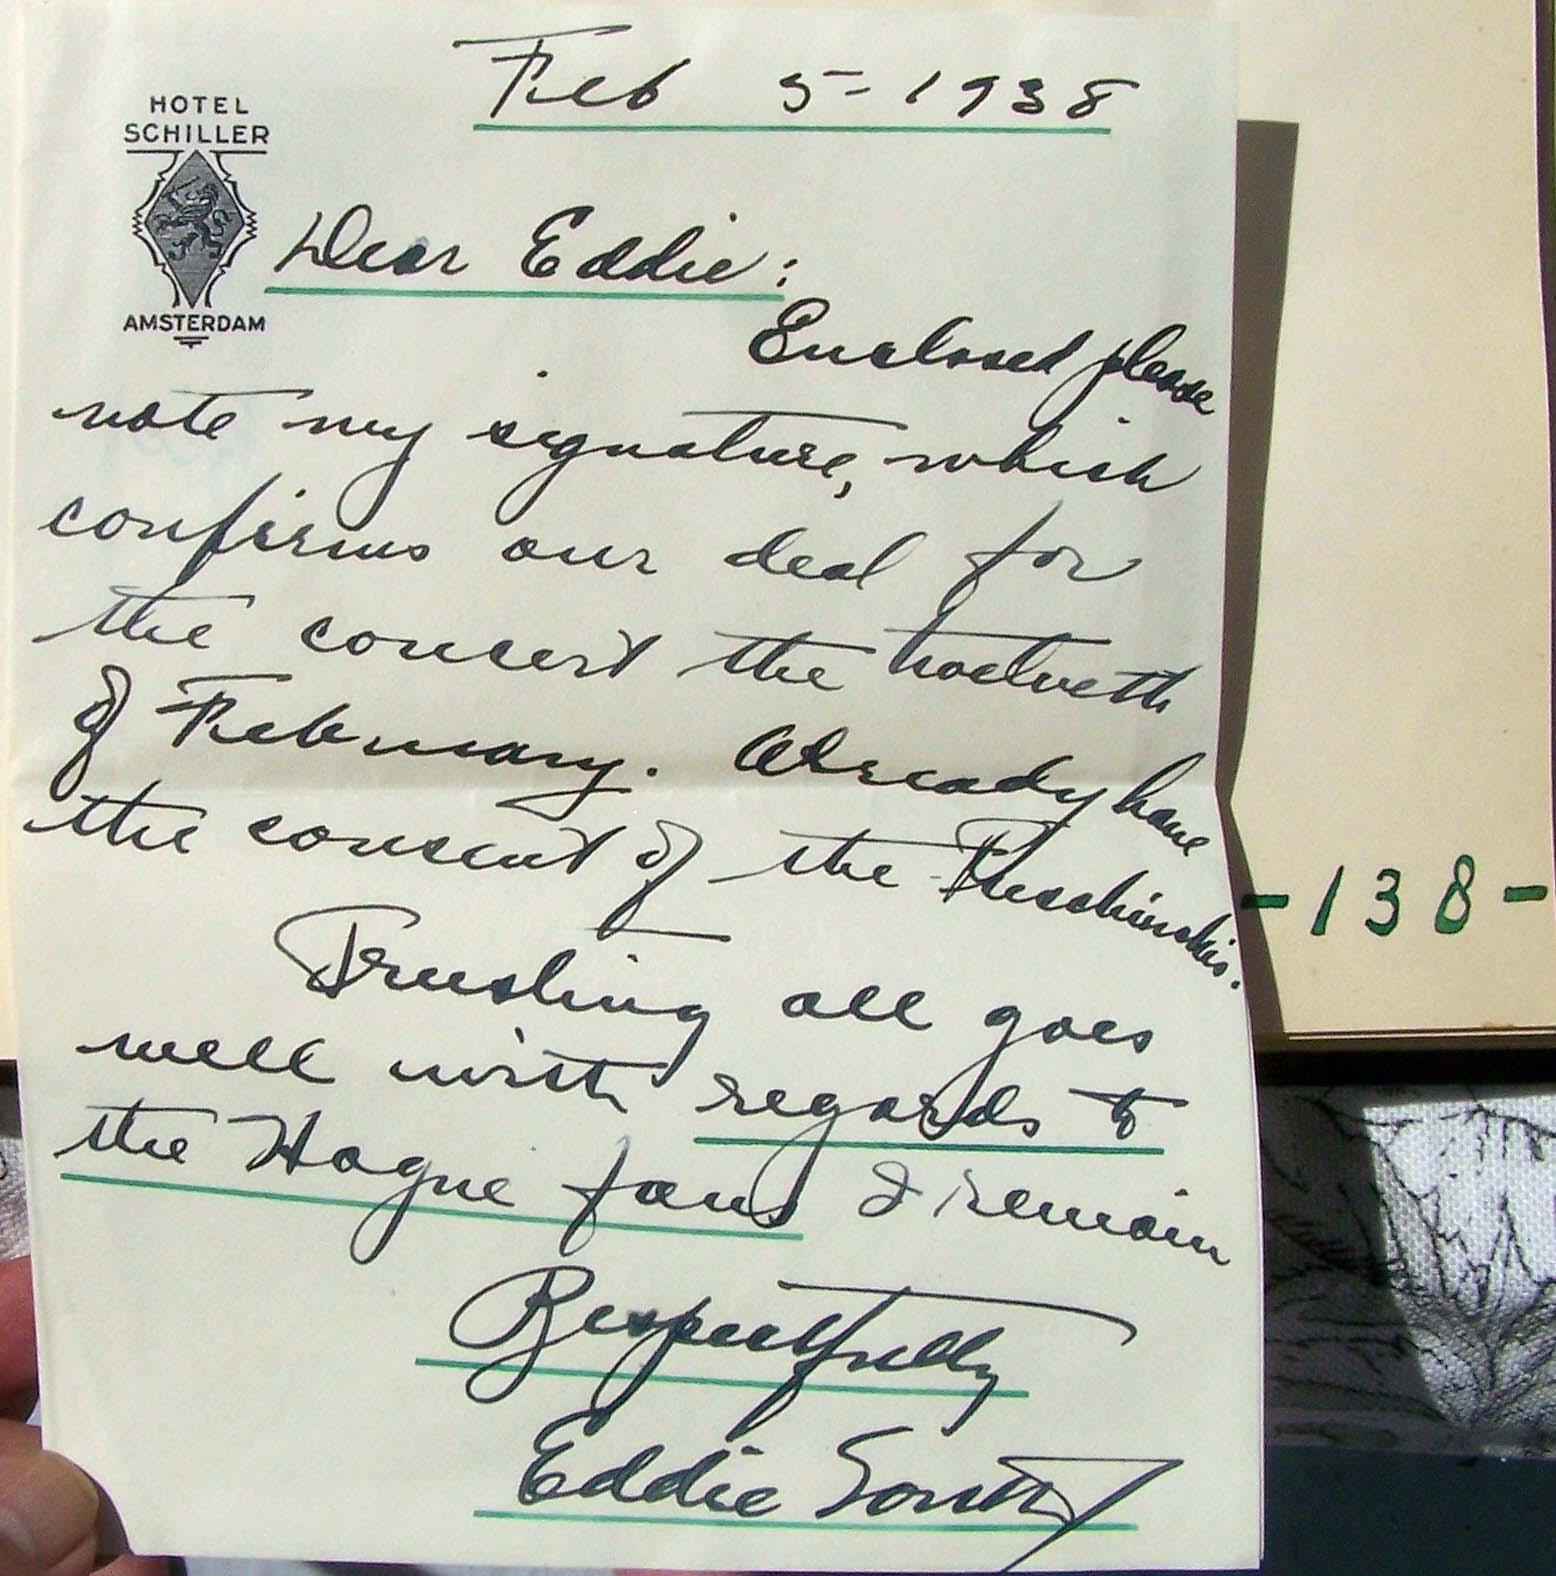 Feb 5-1938
HOTEL
SCHILLER
AMSTERDAM
Dear Eddie:
Enclosed please
note my signature, which
confirms our deal for
the concert the twelveth
of February. Already have
the consent of the
Trusting all goes
well with regards to
the Hague fans I remain
Respectfully
Eddie South
-138-